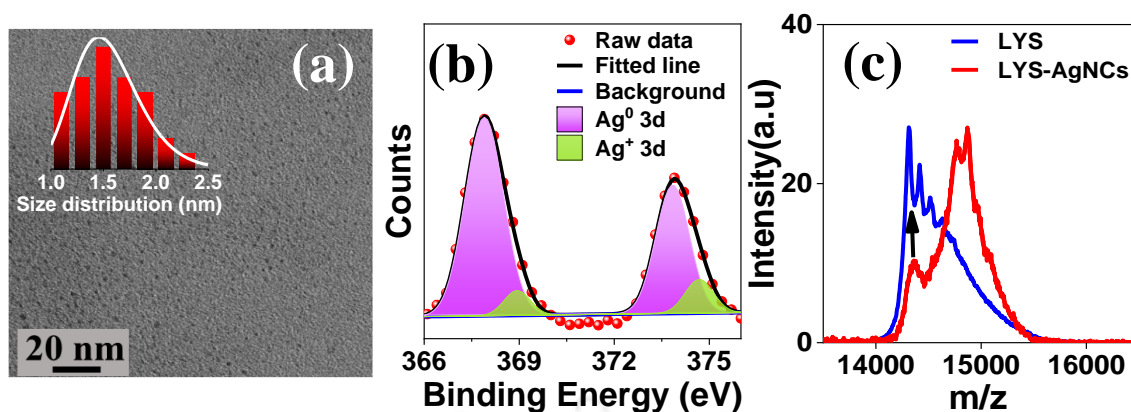 (a)
1.0 1.5 2.0 2.5
Size distribution (nm)
20 nm
(b)
Raw data
Fitted line
Background
Ag⁰ 3d
Ag⁺ 3d
Counts
366 369 372 375
Binding Energy (eV)
(c)
LYS
LYS-AgNCs
Intensity(a.u)
40
20
0
14000 15000 16000
m/z